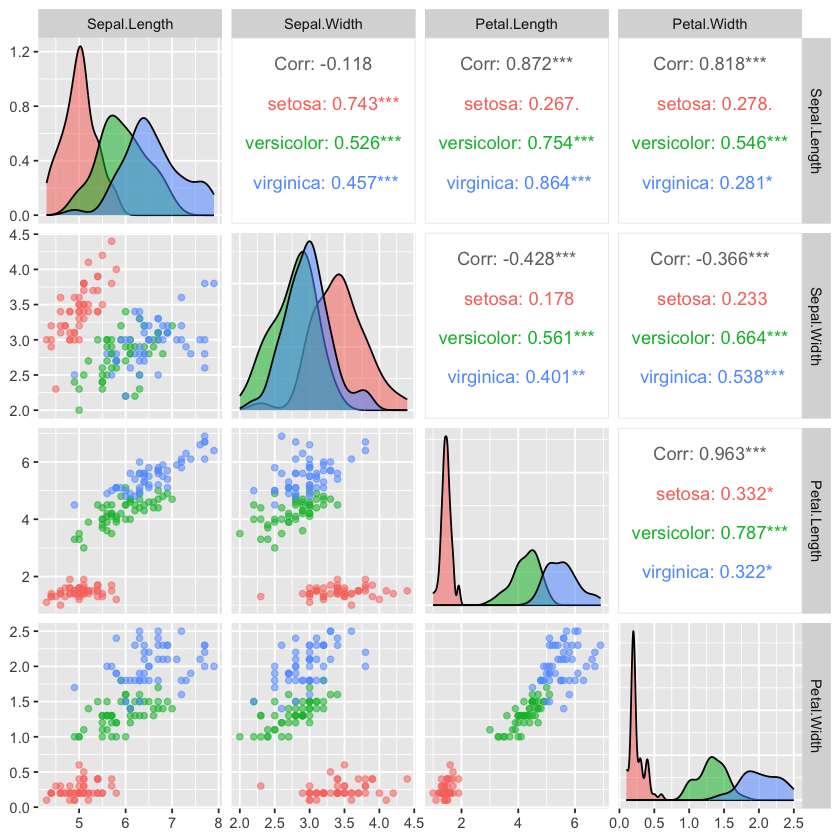 Sepal.Length Sepal.Width Petal.Length Petal.Width
1.2
0.8
0.4
0.0
Corr: -0.118
setosa: 0.743***
versicolor: 0.526***
virginica: 0.457***
Corr: 0.872***
setosa: 0.267.
versicolor: 0.754***
virginica: 0.864***
Corr: 0.818***
setosa: 0.278.
versicolor: 0.546***
virginica: 0.281*
Sepal.Length
4.5
4.0
3.5
3.0
2.5
2.0
Corr: -0.428***
setosa: 0.178
versicolor: 0.561***
virginica: 0.401**
Corr: -0.366***
setosa: 0.233
versicolor: 0.664***
virginica: 0.538***
Sepal.Width
6
4
2
Corr: 0.963***
setosa: 0.332*
versicolor: 0.787***
virginica: 0.322*
Petal.Length
2.5
2.0
1.5
1.0
0.5
0.0
Petal.Width
5 6 7 8
2.0 2.5 3.0 3.5 4.0 4.5
2 4 6
0.0 0.5 1.0 1.5 2.0 2.5